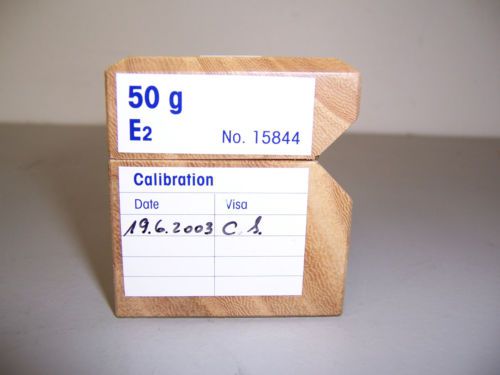 50 g
E2 No. 15844
Calibration
Date Visa
19.6.2003 C.S.